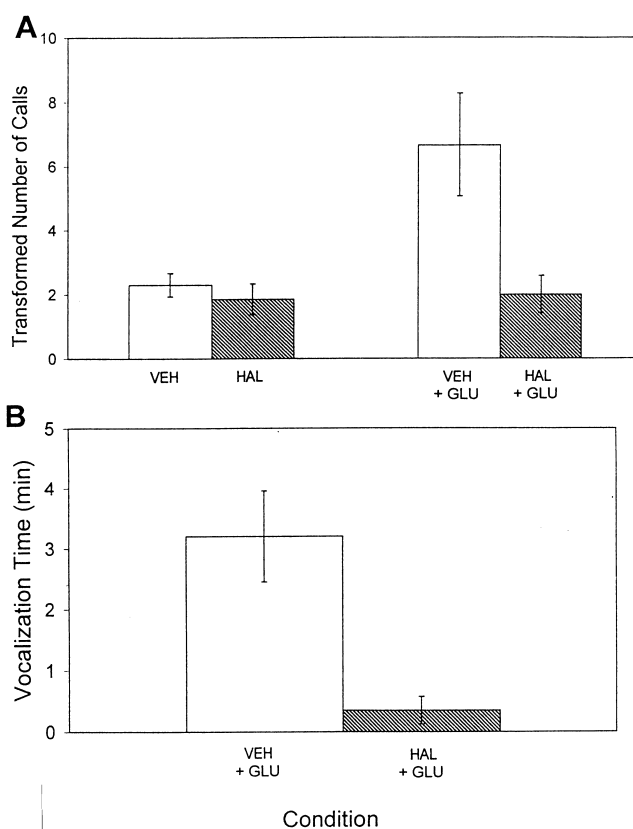 A
Transformed Number of Calls
10
8
6
4
2
0
VEH HAL VEH HAL
+ GLU + GLU
B
Vocalization Time (min)
5
4
3
2
1
0
VEH HAL
+ GLU + GLU
Condition